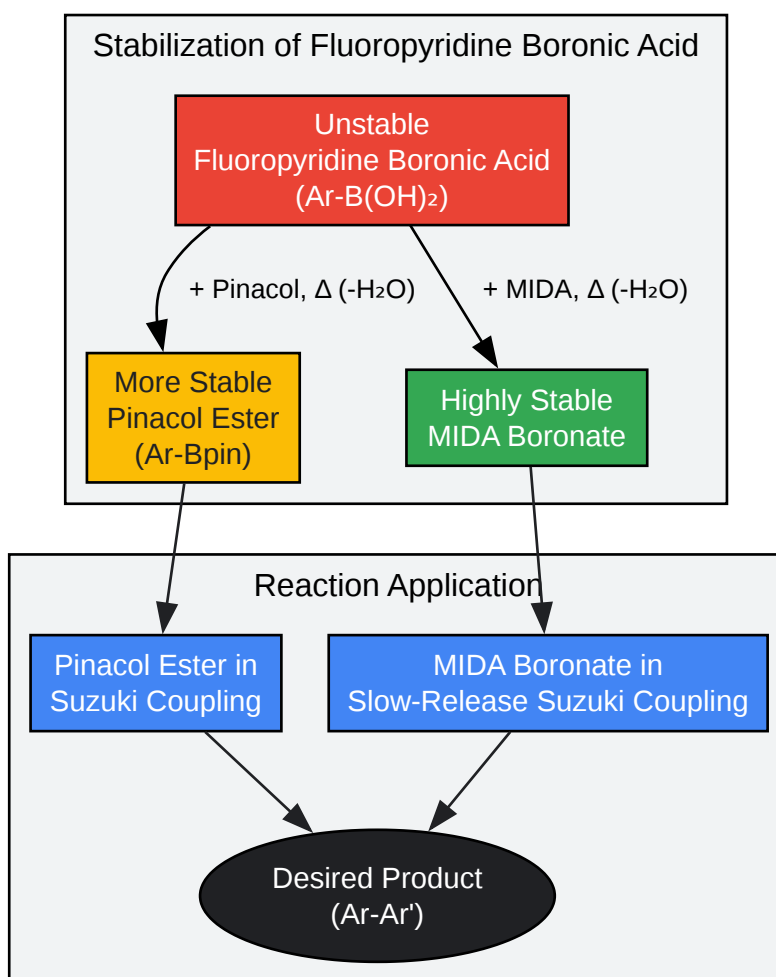 Stabilization of Fluoropyridine Boronic Acid
Unstable
Fluoropyridine Boronic Acid
(Ar-B(OH)₂)
+ Pinacol, Δ (-H₂O)
+ MIDA, Δ (-H₂O)
More Stable
Pinacol Ester
(Ar-Bpin)
Highly Stable
MIDA Boronate
Reaction Application
Pinacol Ester in
Suzuki Coupling
MIDA Boronate in
Slow-Release Suzuki Coupling
Desired Product
(Ar-Ar')